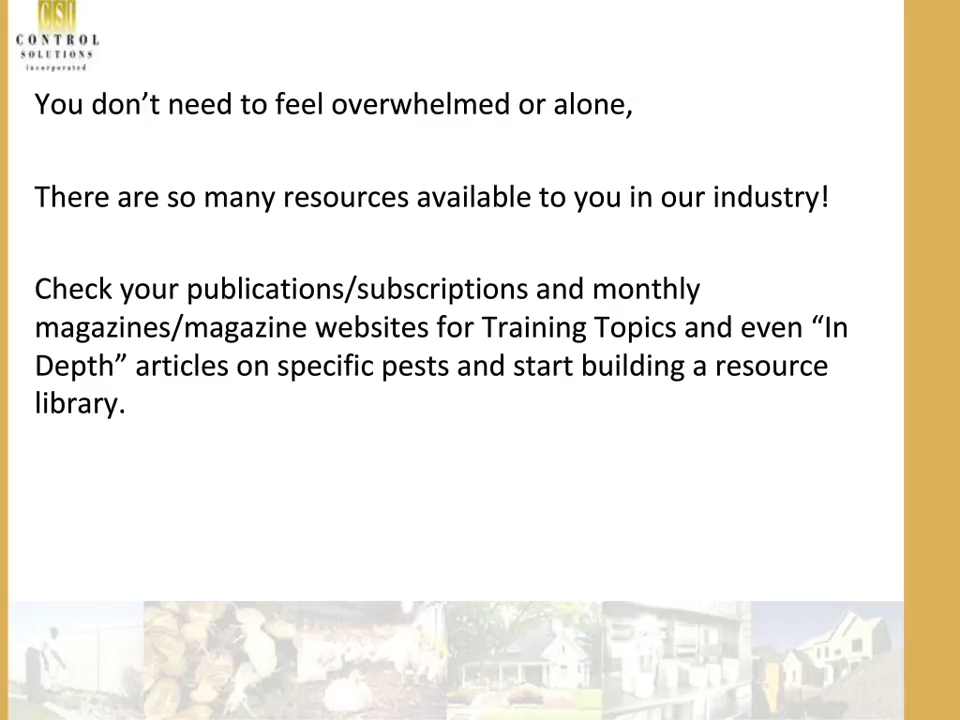 CSI
CONTROL
SOLUTIONS
incorporated
You don’t need to feel overwhelmed or alone,
There are so many resources available to you in our industry!
Check your publications/subscriptions and monthly
magazines/magazine websites for Training Topics and even “In
Depth” articles on specific pests and start building a resource
library.